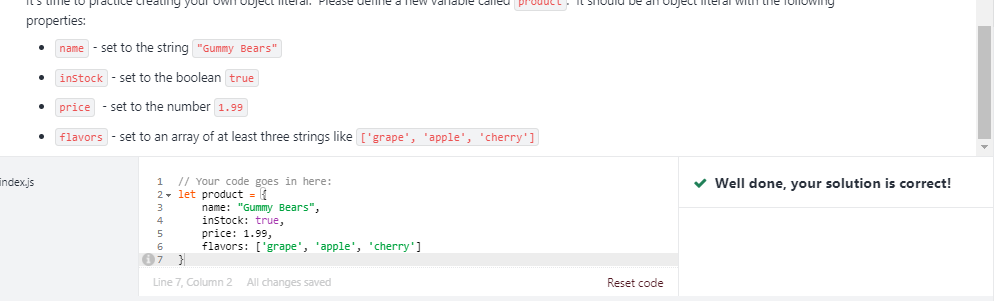 It's time to practice creating your own object literal. Please define a new variable called product. It should be an object literal with the following
properties:
• name - set to the string "Gummy Bears"
• inStock - set to the boolean true
• price - set to the number 1.99
• flavors - set to an array of at least three strings like ['grape', 'apple', 'cherry']
index.js
1 // Your code goes in here:
2 let product = {
3 name: "Gummy Bears",
4 inStock: true,
5 price: 1.99,
6 flavors: ['grape', 'apple', 'cherry']
7 }
Line 7, Column 2 All changes saved
Reset code
Well done, your solution is correct!